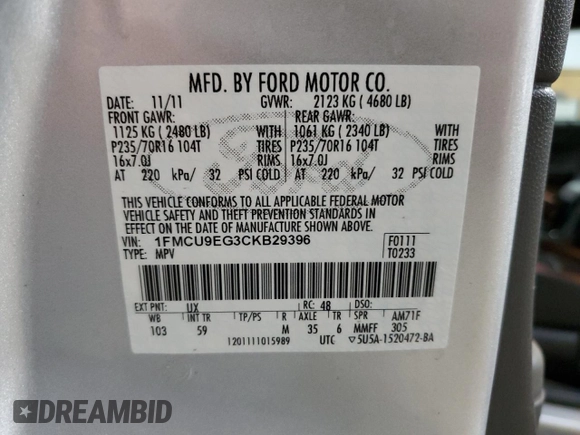 MFD. BY FORD MOTOR CO.
DATE: 11/11 GVWR: 2123 KG ( 4680 LB)
FRONT GAWR: REAR GAWR:
1125 KG ( 2480 LB) WITH 1061 KG ( 2340 LB) WITH
P235/70R16 104T TIRES P235/70R16 104T TIRES
16x7.0J RIMS 16x7.0J RIMS
AT 220 kPa/ 32 PSI COLD AT 220 kPa/ 32 PSI COLD
Ford
THIS VEHICLE CONFORMS TO ALL APPLICABLE FEDERAL MOTOR
VEHICLE SAFETY AND THEFT PREVENTION STANDARDS IN
EFFECT ON THE DATE OF MANUFACTURE SHOWN ABOVE.
VIN: 1FMCU9EG3CKB29396 F0111
TYPE: MPV T0233
EXT PNT: UX RC: 48 DSO:
WB INT TR TP/PS R AXLE TR SPR AM71F
103 59 M 35 6 MMFF 305
1201111015989 UTC 5U5A-1520472-BA
DREAMBID